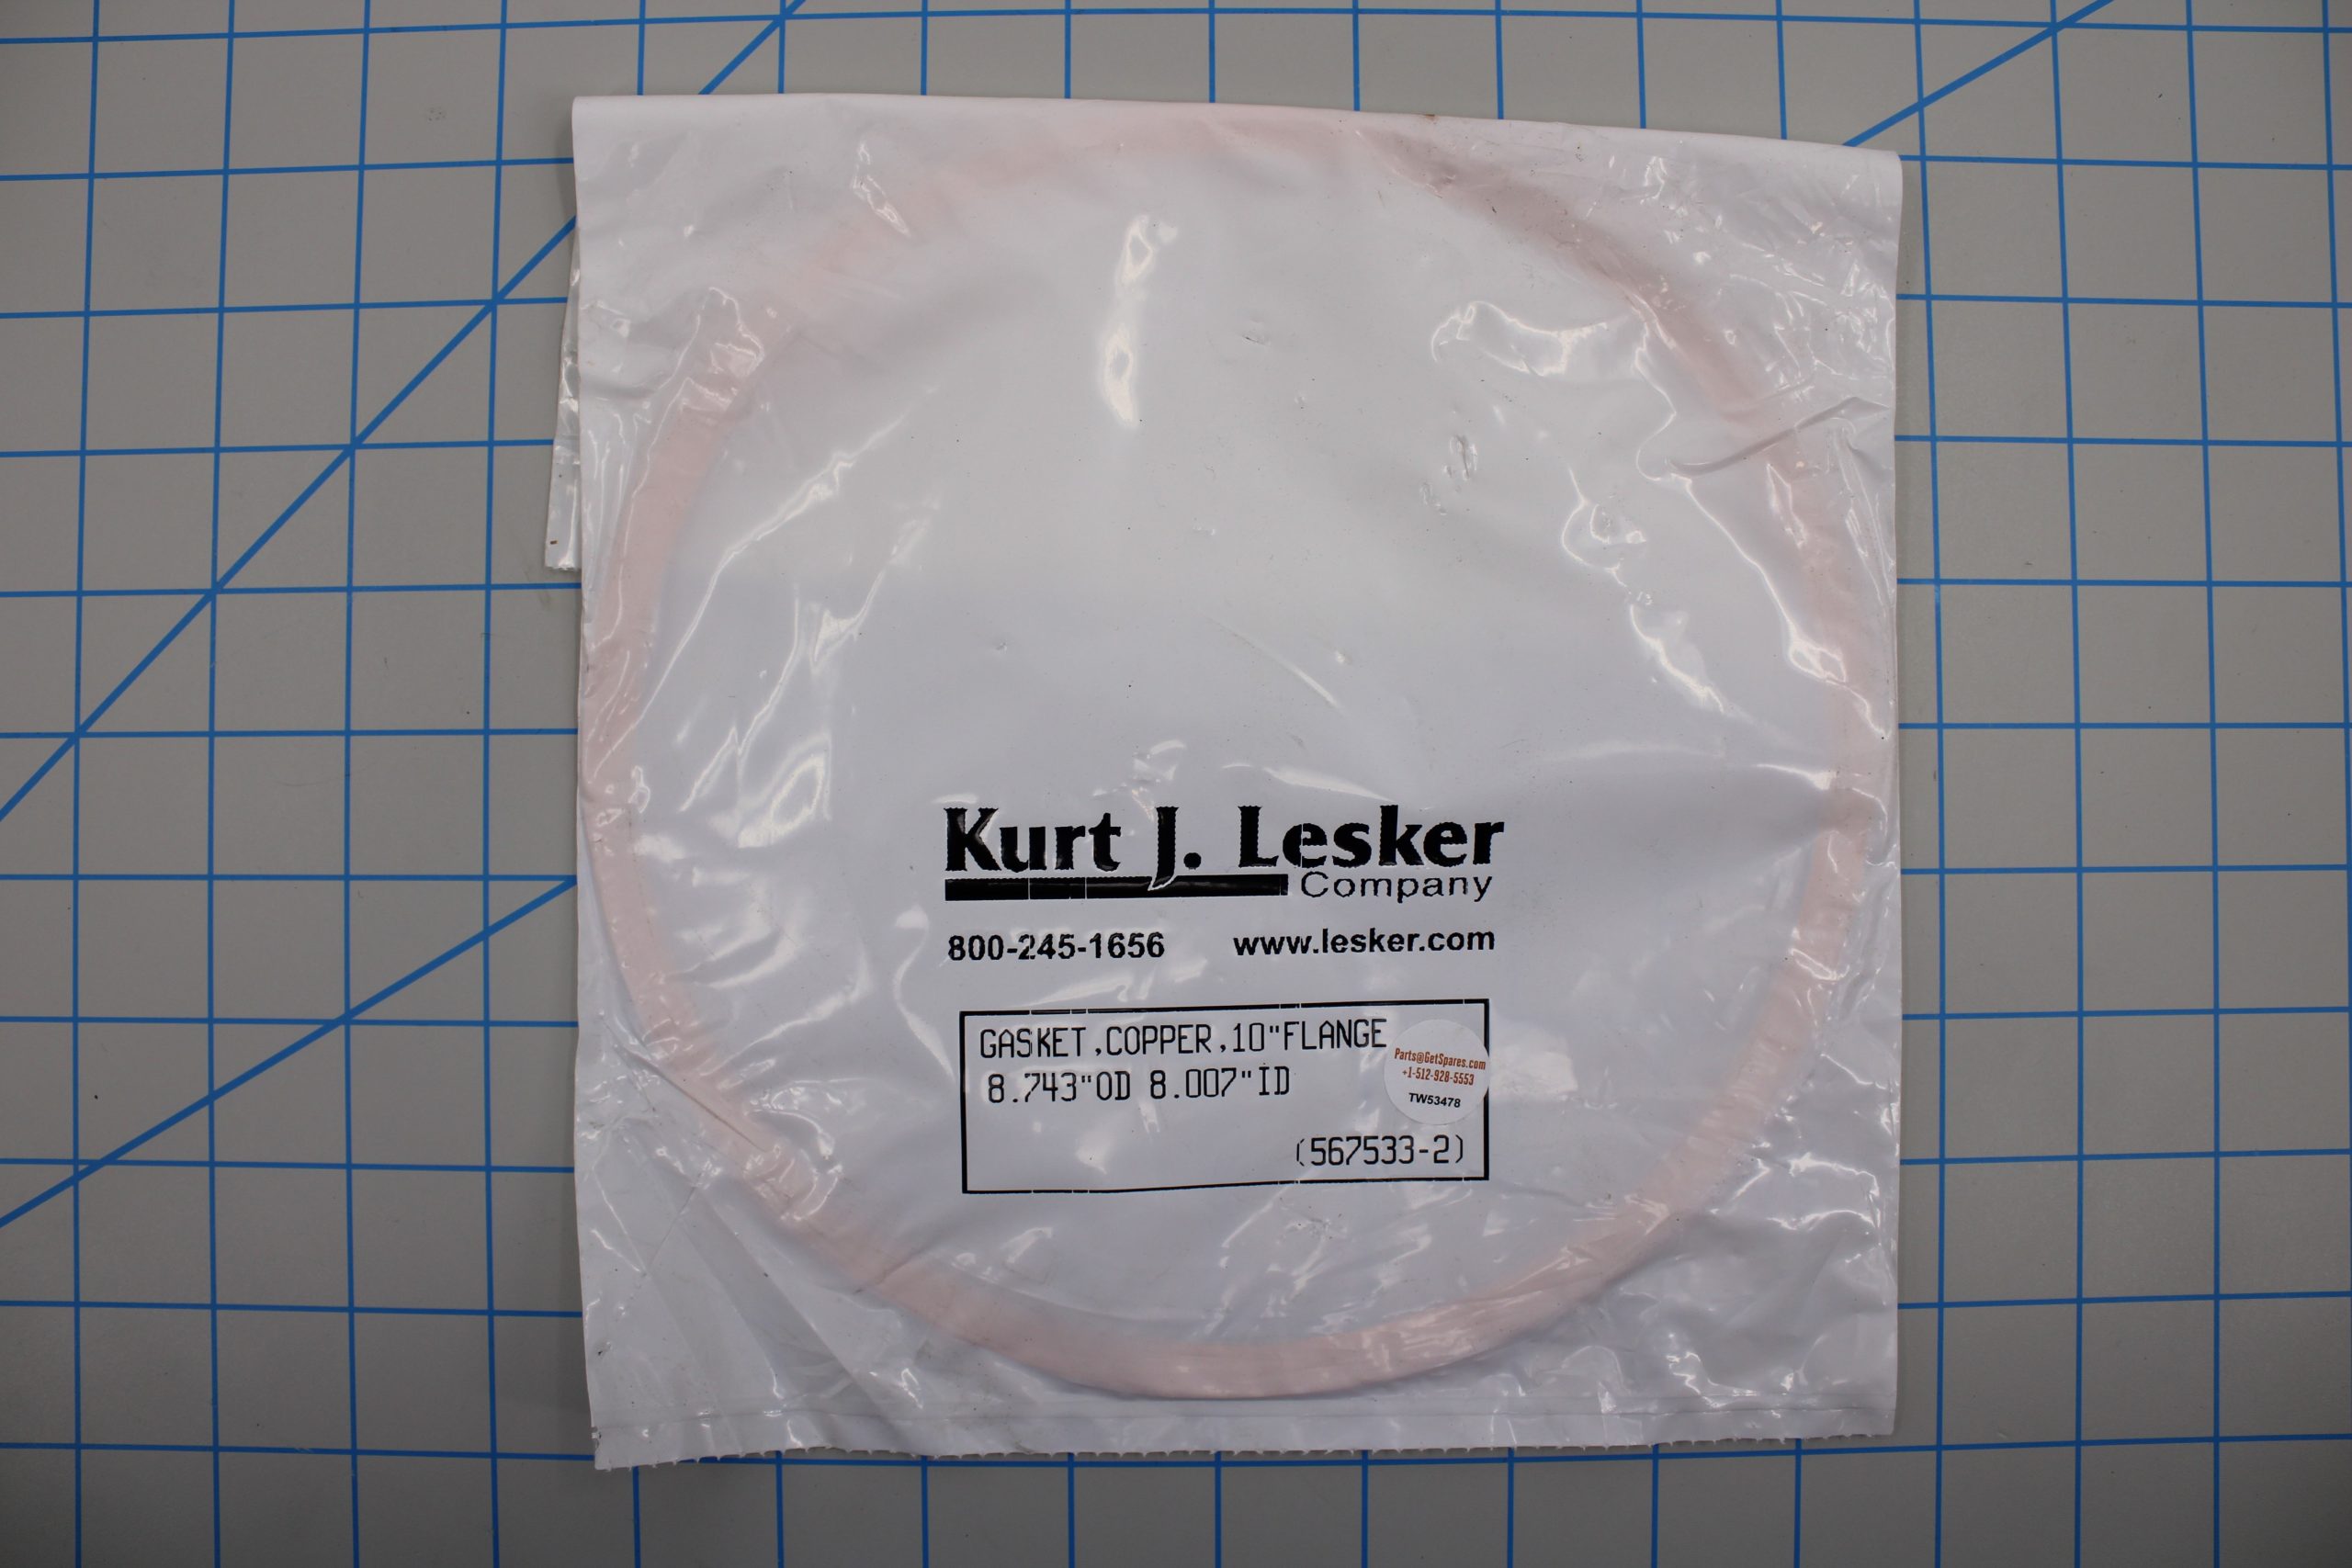 Kurt J. Lesker
Company
800-245-1656 www.lesker.com
GASKET,COPPER,10"FLANGE
8.743"OD 8.007"ID
Parts@GetSpares.com
+1-512-928-5553
TW53478
(567533-2)